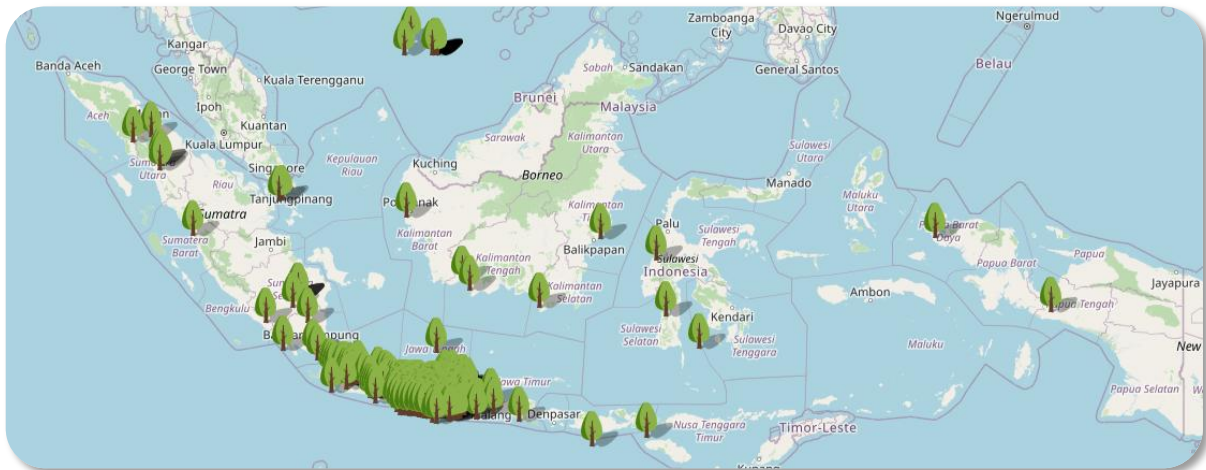 Zamboanga
City
Davao City
Ngerulmud
Kangar
Banda Aceh
George Town
Kuala Terengganu
Sandakan
Sabah
General Santos
Belau
Aceh
Ipoh
Kuantan
Brunei
Malaysia
Kuala Lumpur
Sarawak
Kalimantan
Utara
Kepulauan
Riau
Kuching
Borneo
Sulawesi
Utara
Utara
Riau
Tanjungpinang
Manado
Maluku
Utara
Sumatra
Sumatera
Barat
Jambi
Kalimantan
Barat
Balikpapan
Palu
Sulawesi
Tengah
Sulawesi
Indonesia
Daya
Papua Barat
Papua
Jayapura
Kalimantan
Tengah
Kalimantan
Selatan
Ambon
Bengkulu
Kendari
Sulawesi
Selatan
Sulawesi
Tenggara
Maluku
New
Papua Selatan
Denpasar
Nusa Tenggara
Timur
Timor-Leste